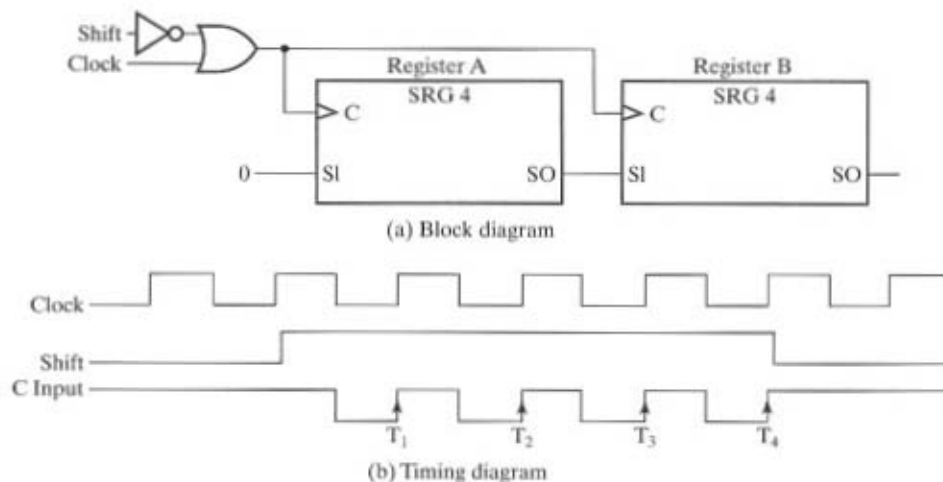 Shift
Clock
Register A
SRG 4
C
0
SI
SO
Register B
SRG 4
C
SI
SO
(a) Block diagram
Clock
Shift
C Input
T1
T2
T3
T4
(b) Timing diagram